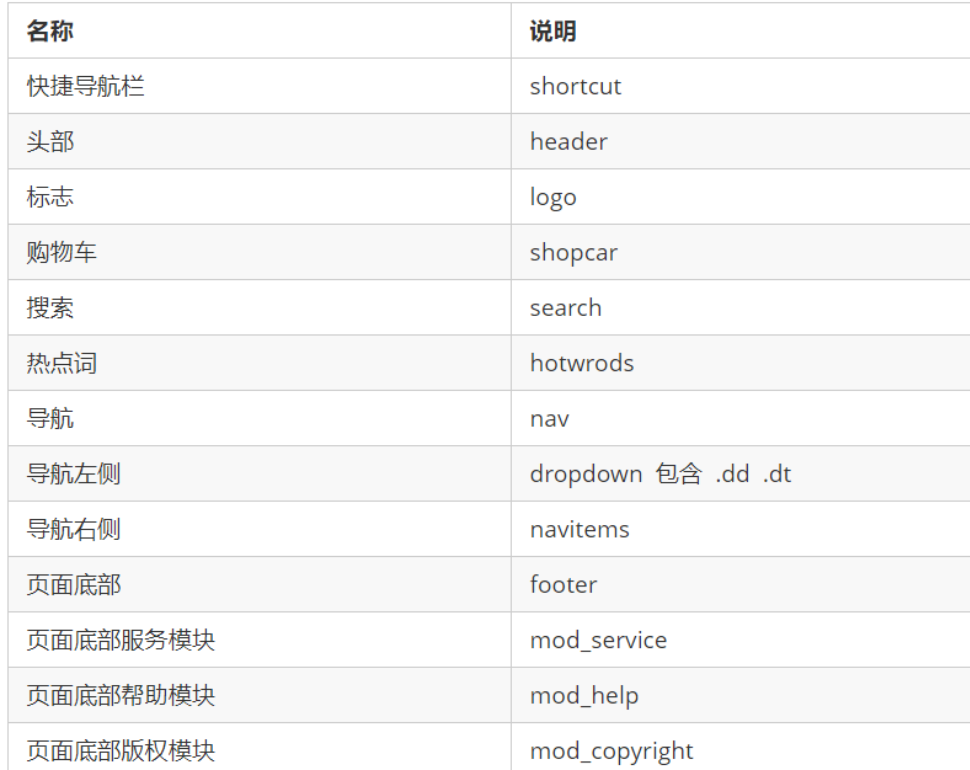 名称 说明
快捷导航栏 shortcut
头部 header
标志 logo
购物车 shopcar
搜索 search
热点词 hotwrods
导航 nav
导航左侧 dropdown 包含 .dd .dt
导航右侧 navitems
页面底部 footer
页面底部服务模块 mod_service
页面底部帮助模块 mod_help
页面底部版权模块 mod_copyright